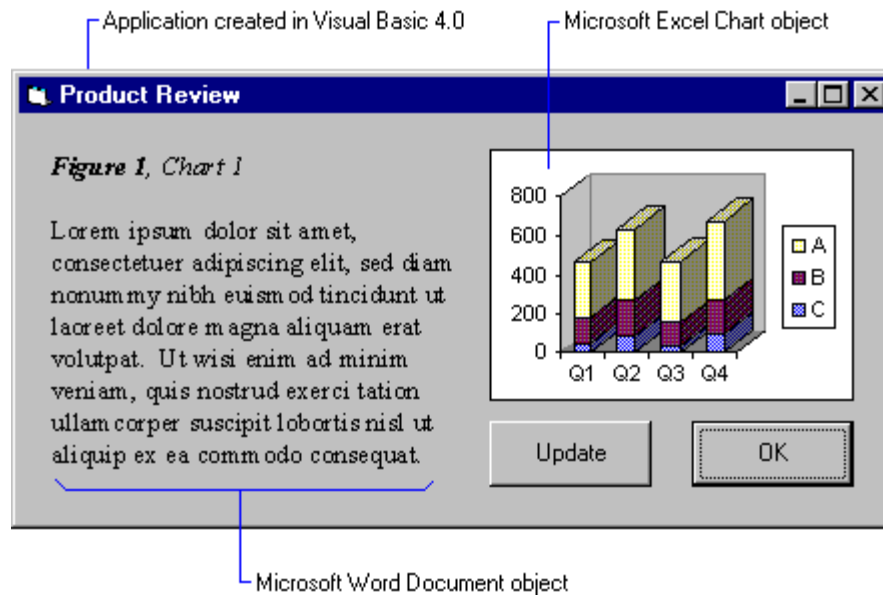 Application created in Visual Basic 4.0
Microsoft Excel Chart object
Product Review
Figure 1, Chart 1
Lorem ipsum dolor sit amet,
consectetuer adipiscing elit, sed diam
nonummy nibh euismod tincidunt ut
laoreet dolore magna aliquam erat
volutpat. Ut wisi enim ad minim
veniam, quis nostrud exerci tation
ullamcorper suscipit lobortis nisl ut
aliquip ex ea commodo consequat.
800
600
400
200
0
Q1 Q2 Q3 Q4
A
B
C
Update
OK
Microsoft Word Document object